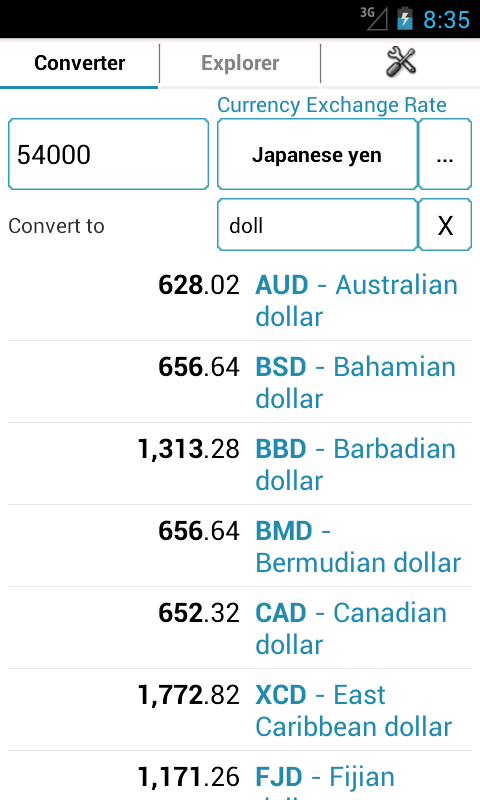 3G 8:35
Converter Explorer
Currency Exchange Rate
54000 Japanese yen ...
Convert to doll X
628.02 AUD - Australian
dollar
656.64 BSD - Bahamian
dollar
1,313.28 BBD - Barbadian
dollar
656.64 BMD -
Bermudian dollar
652.32 CAD - Canadian
dollar
1,772.82 XCD - East
Caribbean dollar
1,171.26 FJD - Fijian